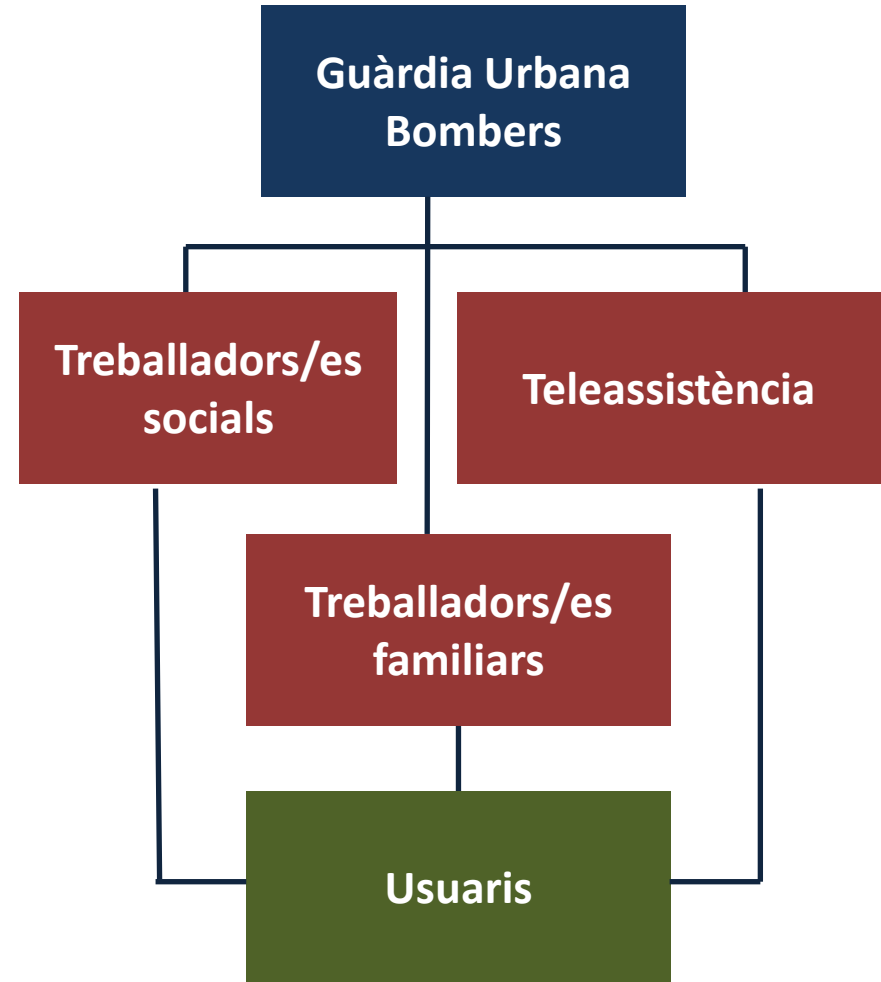 Guàrdia Urbana
Bombers
Treballadors/es
socials
Teleassistència
Treballadors/es
familiars
Usuaris